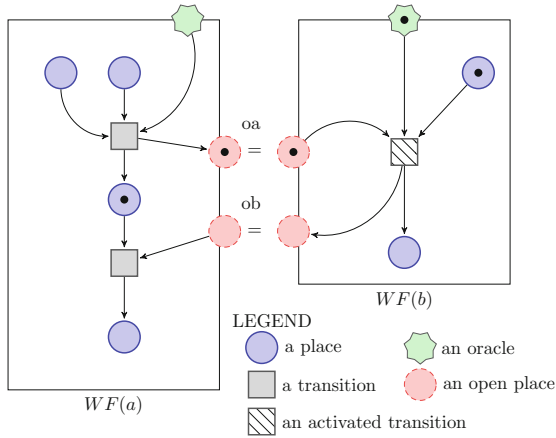 oa
=
ob
=
WF(b)
LEGEND
a place
an oracle
a transition
an open place
WF(a)
an activated transition